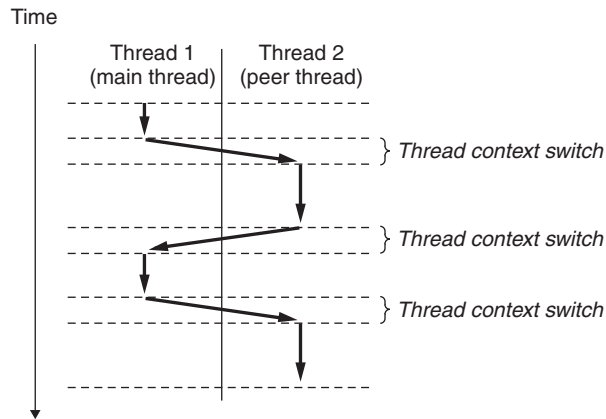 Time
Thread 1
(main thread)
Thread 2
(peer thread)
Thread context switch
Thread context switch
Thread context switch